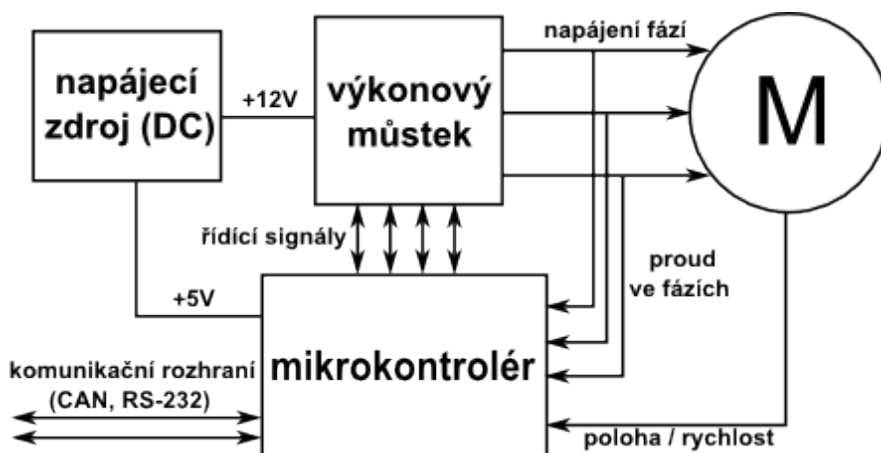 napájení fází
napájecí
zdroj (DC)
+12V
výkonový
můstek
M
řídící signály
proud
ve fázích
+5V
komunikační rozhraní
(CAN, RS-232)
mikrokontrolér
poloha / rychlost